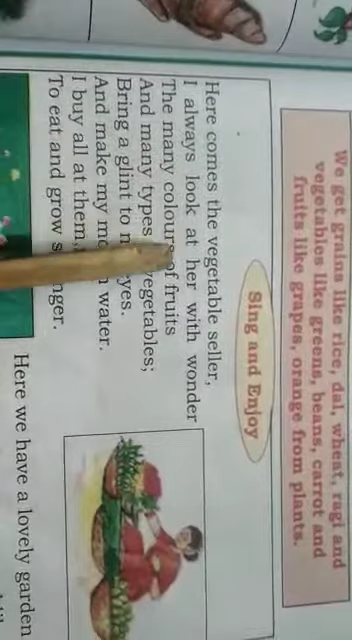 We get grains like rice, dal, wheat, ragi and
vegetables like greens, beans, carrot and
fruits like grapes, orange from plants.
Sing and Enjoy
Here comes the vegetable seller,
I always look at her with wonder
The many colours of fruits
And many types vegetables;
Bring a glint to
And make my water.
I buy all at them,
To eat and grow
Here we have a lovely garden